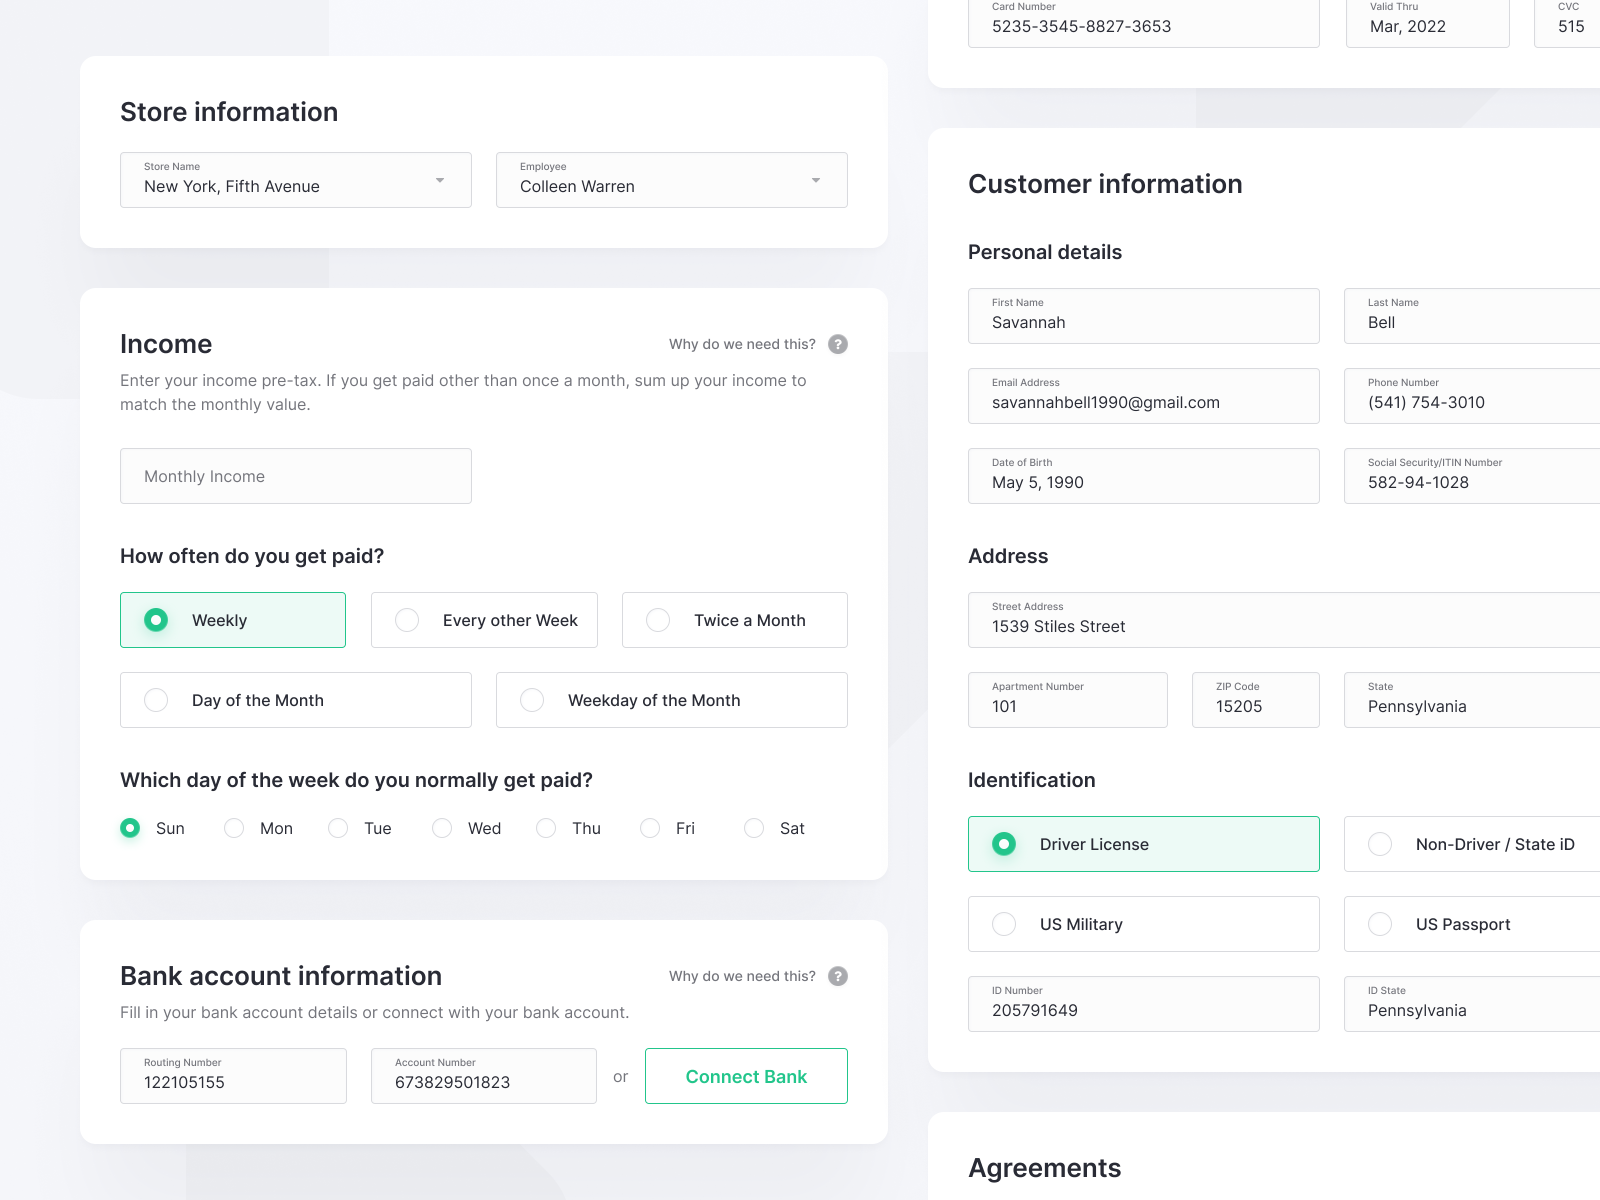 Store information
Store Name
New York, Fifth Avenue
Employee
Colleen Warren
Income
Why do we need this? ?
Enter your income pre-tax. If you get paid other than once a month, sum up your income to
match the monthly value.
Monthly Income
How often do you get paid?
Weekly
Every other Week
Twice a Month
Day of the Month
Weekday of the Month
Which day of the week do you normally get paid?
Sun Mon Tue Wed Thu Fri Sat
Bank account information
Why do we need this? ?
Fill in your bank account details or connect with your bank account.
Routing Number
122105155
Account Number
673829501823
or
Connect Bank
Card Number
5235-3545-8827-3653
Valid Thru
Mar, 2022
CVC
515
Customer information
Personal details
First Name
Savannah
Last Name
Bell
Email Address
savannahbell1990@gmail.com
Phone Number
(541) 754-3010
Date of Birth
May 5, 1990
Social Security/ITIN Number
582-94-1028
Address
Street Address
1539 Stiles Street
Apartment Number
101
ZIP Code
15205
State
Pennsylvania
Identification
Driver License
Non-Driver / State iD
US Military
US Passport
ID Number
205791649
ID State
Pennsylvania
Agreements